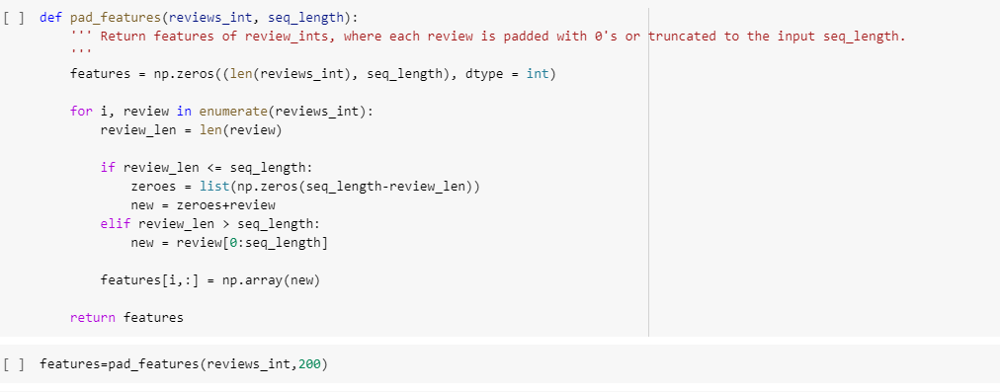 [ ] def pad_features(reviews_int, seq_length):
''' Return features of review_ints, where each review is padded with 0's or truncated to the input seq_length.
'''
features = np.zeros((len(reviews_int), seq_length), dtype = int)
for i, review in enumerate(reviews_int):
review_len = len(review)
if review_len <= seq_length:
zeroes = list(np.zeros(seq_length-review_len))
new = zeroes+review
elif review_len > seq_length:
new = review[0:seq_length]
features[i,:] = np.array(new)
return features
[ ] features=pad_features(reviews_int,200)